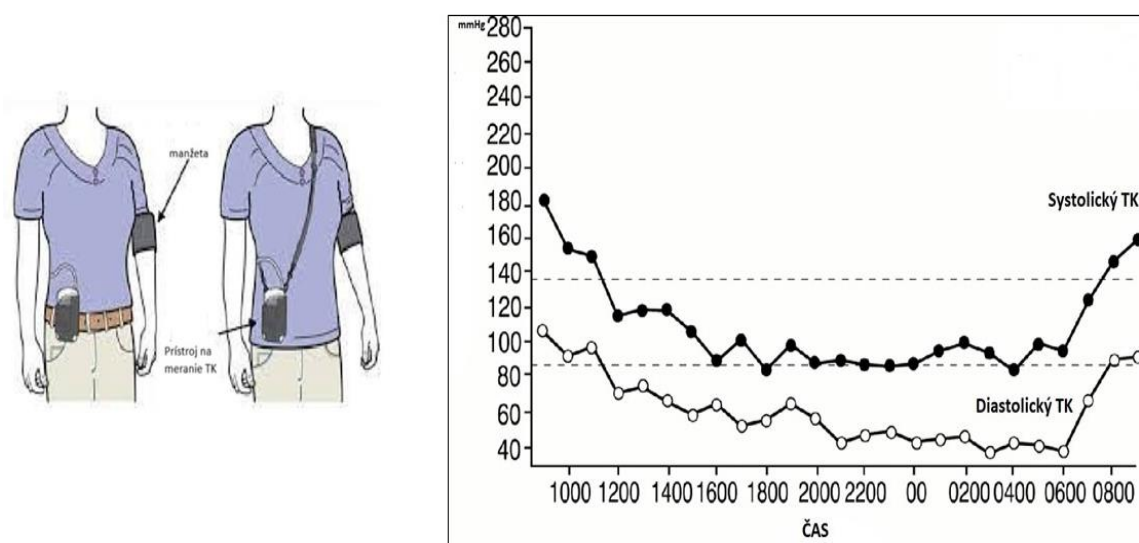 manžeta
Prístroj na
meranie TK
mmHg
280
260
240
220
200
180
160
140
120
100
80
60
40
Systolický TK
Diastolický TK
1000 1200 1400 1600 1800 2000 2200 00 0200 0400 0600 0800
ČAS